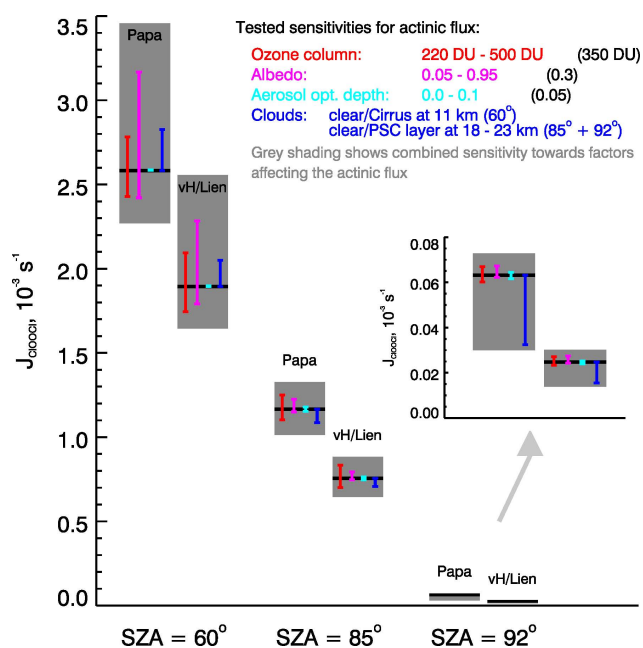 Tested sensitivities for actinic flux:
Ozone column: 220 DU - 500 DU (350 DU)
Albedo: 0.05 - 0.95 (0.3)
Aerosol opt. depth: 0.0 - 0.1 (0.05)
Clouds: clear/Cirrus at 11 km (60°)
clear/PSC layer at 18 - 23 km (85° + 92°)
Grey shading shows combined sensitivity towards factors
affecting the actinic flux
J_ClOOCl, 10⁻³ s⁻¹
3.5
3.0
2.5
2.0
1.5
1.0
0.5
0.0
Papa
vH/Lien
Papa
vH/Lien
Papa
vH/Lien
J_ClOOCl, 10⁻³ s⁻¹
0.08
0.06
0.04
0.02
0.00
SZA = 60°
SZA = 85°
SZA = 92°